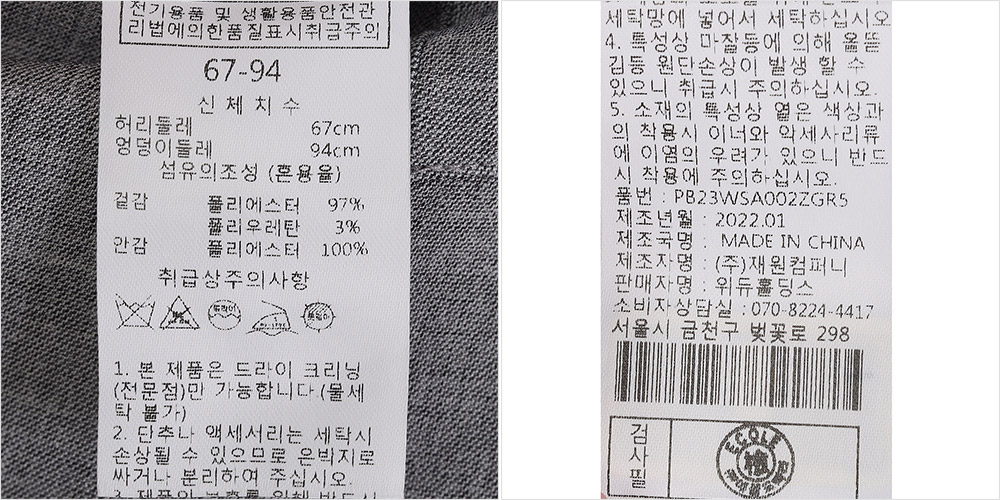 전기용품 및 생활용품안전관
리법에의한품질표시취급주의
67-94
신 체 치 수
허리둘레 67cm
엉덩이둘레 94cm
섬유의조성 (혼용율)
겉감 폴리에스터 97%
폴리우레탄 3%
안감 폴리에스터 100%
취급상주의사항
드라이
1. 본 제품은 드라이 크리닝
(전문점)만 가능합니다.(물세
탁 불가)
2. 단추나 액세서리는 세탁시
손상될 수 있으므로 은박지로
싸거나 분리하여 주십시오.
세탁망에 넣어서 세탁하십시오
4. 특성상 마찰등에 의해 올뜯
김등 원단손상이 발생 할 수
있으니 취급시 주의하십시오.
5. 소재의 특성상 옅은 색상과
의 착용시 이너와 악세사리류
에 이염의 우려가 있으니 반드
시 착용에 주의하십시오.
품번 : PB23WSA002ZGR5
제조년월 : 2022.01
제조국명 : MADE IN CHINA
제조자명 : (주)재원컴퍼니
판매자명 : 위듀홀딩스
소비자상담실 : 070-8224-4417
서울시 금천구 벚꽃로 298
검사필
ECOLE